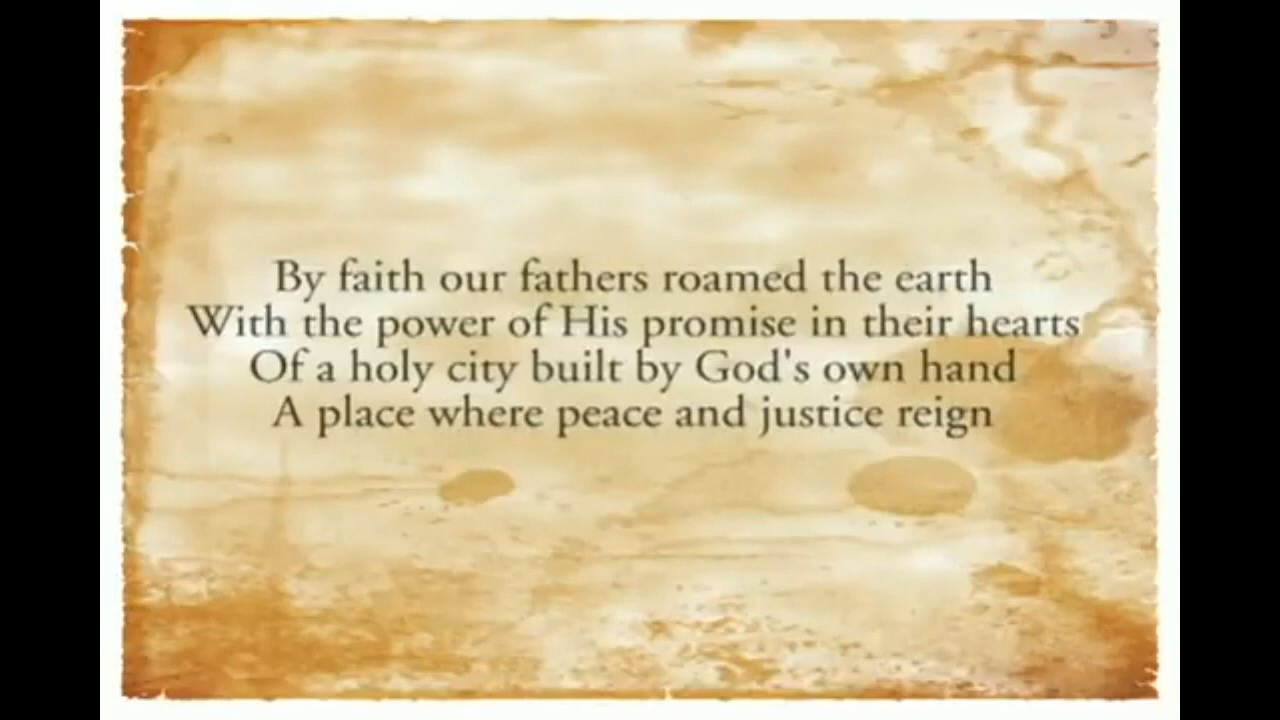 By faith our fathers roamed the earth
With the power of His promise in their hearts
Of a holy city built by God's own hand
A place where peace and justice reign